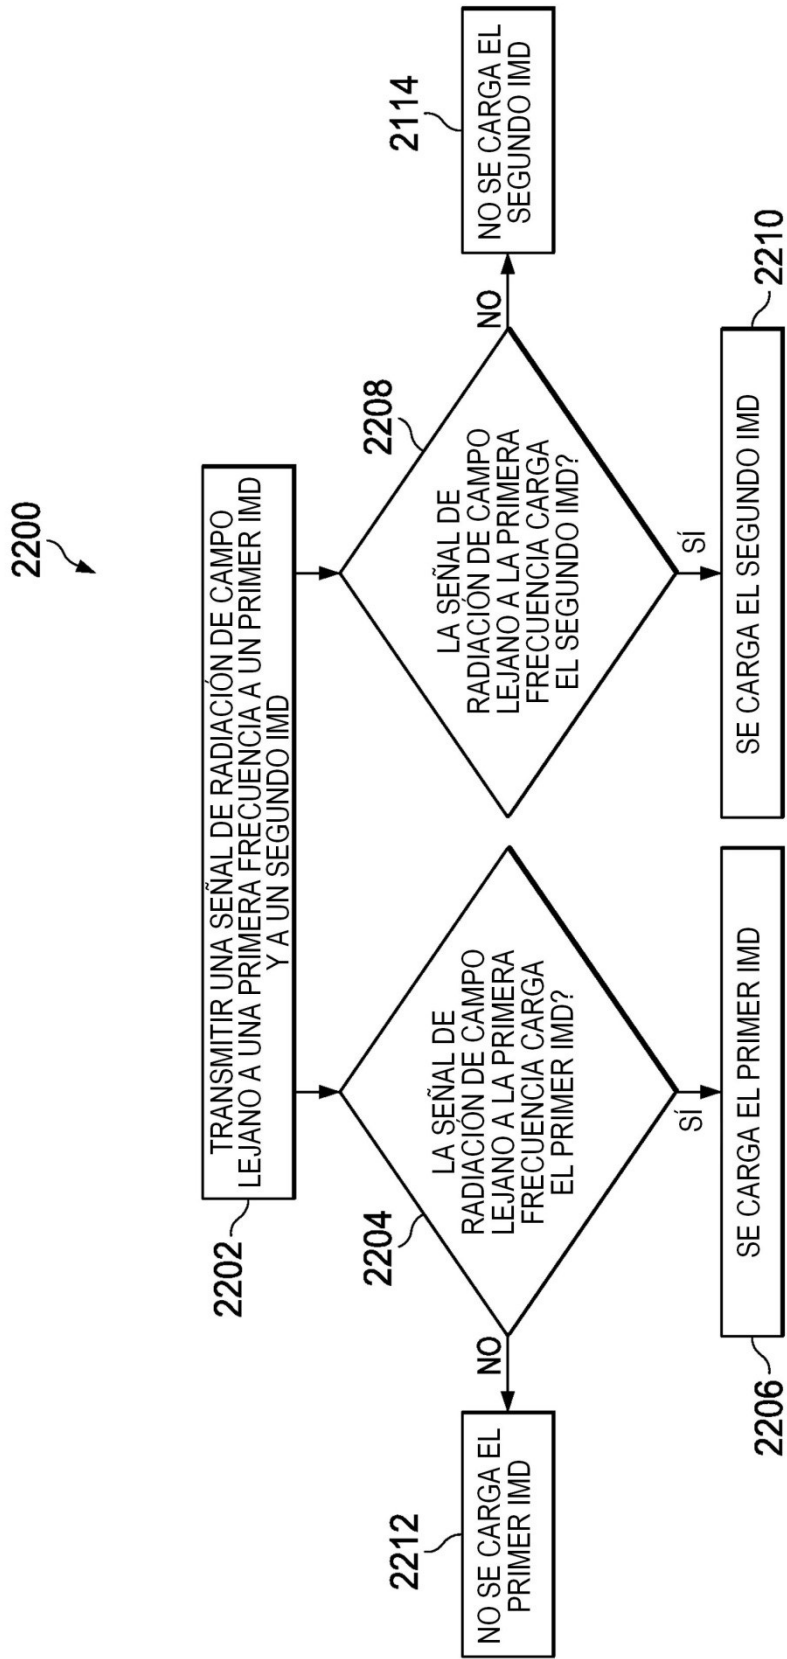 2200
TRANSMITIR UNA SEÑAL DE RADIACIÓN DE CAMPO
LEJANO A UNA PRIMERA FRECUENCIA A UN PRIMER IMD
Y A UN SEGUNDO IMD
2202
LA SEÑAL DE
RADIACIÓN DE CAMPO
LEJANO A LA PRIMERA
FRECUENCIA CARGA
EL PRIMER IMD?
2204
NO
NO SE CARGA EL
PRIMER IMD
2212
SÍ
SE CARGA EL PRIMER IMD
2206
LA SEÑAL DE
RADIACIÓN DE CAMPO
LEJANO A LA PRIMERA
FRECUENCIA CARGA
EL SEGUNDO IMD?
2208
NO
NO SE CARGA EL
SEGUNDO IMD
2114
SÍ
SE CARGA EL SEGUNDO IMD
2210